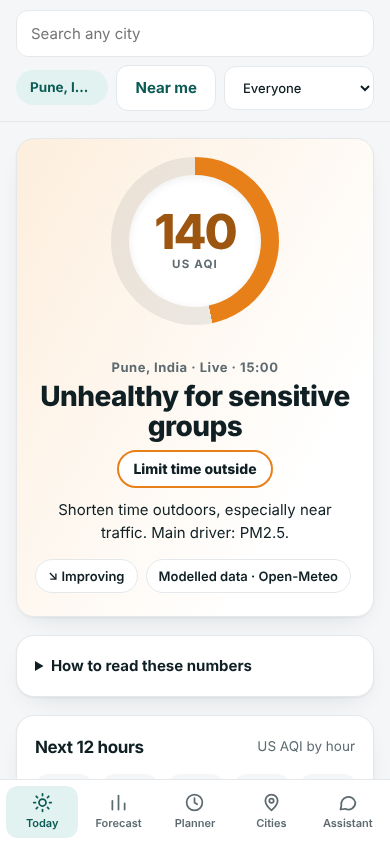 Search any city
Pune, I...
Near me
Everyone
140
US AQI
Pune, India · Live · 15:00
Unhealthy for sensitive
groups
Limit time outside
Shorten time outdoors, especially near
traffic. Main driver: PM2.5.
↘ Improving
Modelled data · Open-Meteo
How to read these numbers
Next 12 hours
US AQI by hour
Today
Forecast
Planner
Cities
Assistant